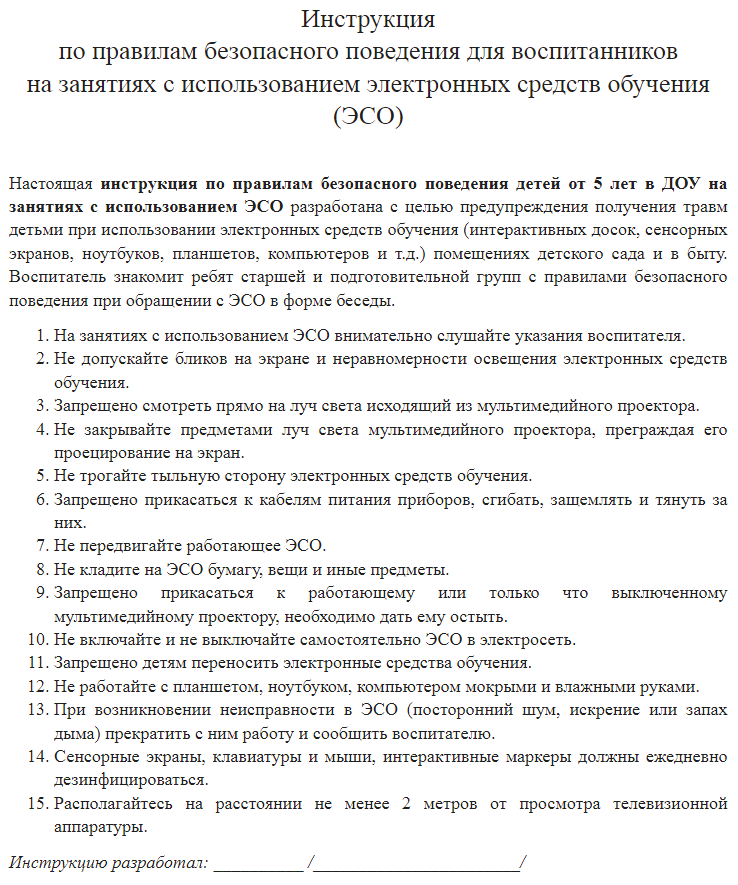 Инструкция
по правилам безопасного поведения для воспитанников
на занятиях с использованием электронных средств обучения
(ЭСО)
Настоящая инструкция по правилам безопасного поведения детей от 5 лет в ДОУ на
занятиях с использованием ЭСО разработана с целью предупреждения получения травм
детьми при использовании электронных средств обучения (интерактивных досок, сенсорных
экранов, ноутбуков, планшетов, компьютеров и т.д.) помещениях детского сада и в быту.
Воспитатель знакомит ребят старшей и подготовительной групп с правилами безопасного
поведения при обращении с ЭСО в форме беседы.
1. На занятиях с использованием ЭСО внимательно слушайте указания воспитателя.
2. Не допускайте бликов на экране и неравномерности освещения электронных средств
обучения.
3. Запрещено смотреть прямо на луч света исходящий из мультимедийного проектора.
4. Не закрывайте предметами луч света мультимедийного проектора, преграждая его
проецирование на экран.
5. Не трогайте тыльную сторону электронных средств обучения.
6. Запрещено прикасаться к кабелям питания приборов, сгибать, защемлять и тянуть за
них.
7. Не передвигайте работающее ЭСО.
8. Не кладите на ЭСО бумагу, вещи и иные предметы.
9. Запрещено прикасаться к работающему или только что выключенному
мультимедийному проектору, необходимо дать ему остыть.
10. Не включайте и не выключайте самостоятельно ЭСО в электросеть.
11. Запрещено детям переносить электронные средства обучения.
12. Не работайте с планшетом, ноутбуком, компьютером мокрыми и влажными руками.
13. При возникновении неисправности в ЭСО (посторонний шум, искрение или запах
дыма) прекратить с ним работу и сообщить воспитателю.
14. Сенсорные экраны, клавиатуры и мыши, интерактивные маркеры должны ежедневно
дезинфицироваться.
15. Располагайтесь на расстоянии не менее 2 метров от просмотра телевизионной
аппаратуры.
Инструкцию разработал: __________ /_______________________/